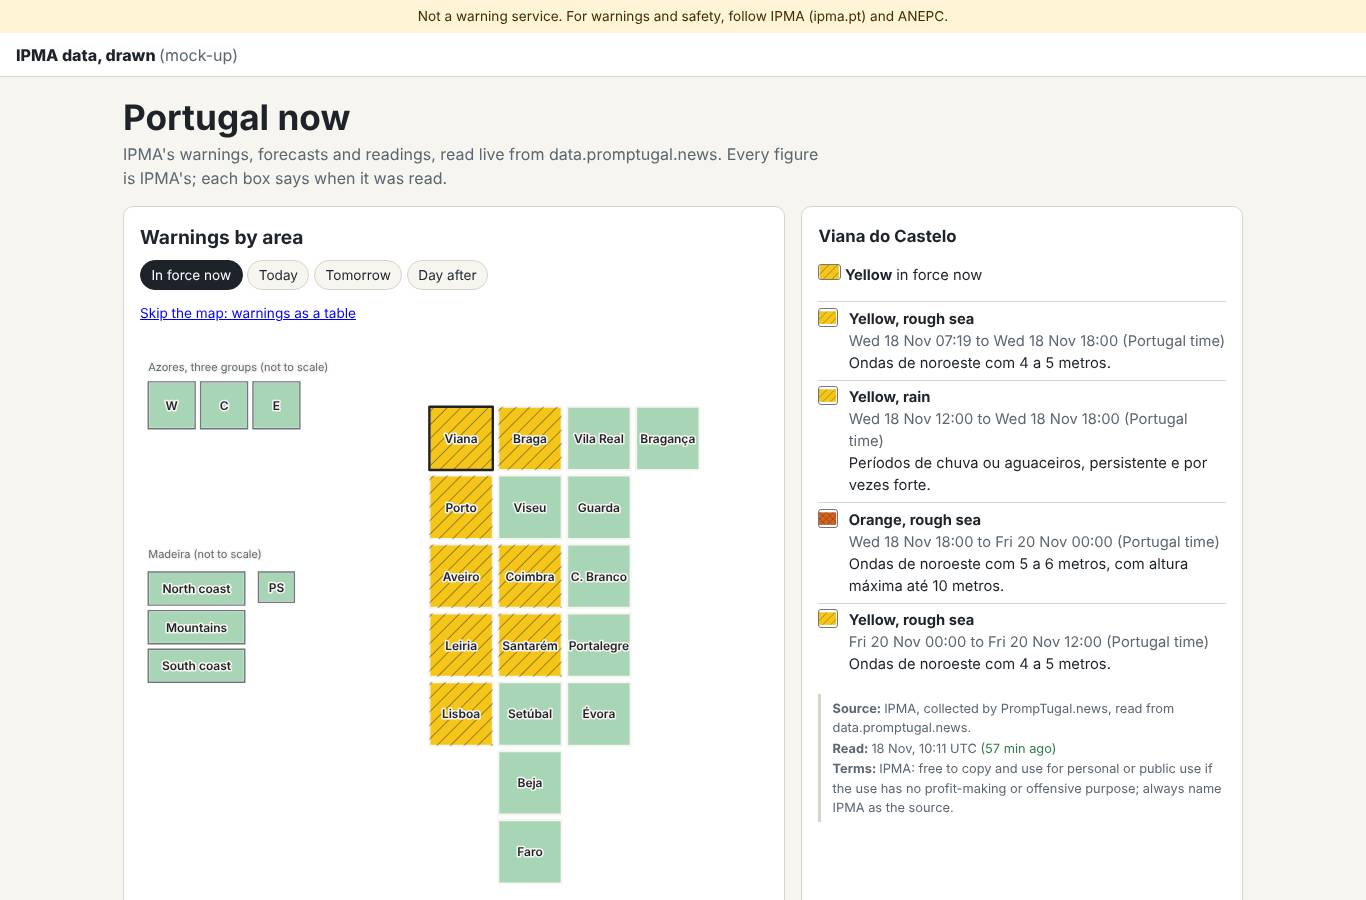 Not a warning service. For warnings and safety, follow IPMA (ipma.pt) and ANEPC.
IPMA data, drawn (mock-up)
Portugal now
IPMA's warnings, forecasts and readings, read live from data.promptugal.news. Every figure
is IPMA's; each box says when it was read.
Warnings by area
In force now
Today
Tomorrow
Day after
Skip the map: warnings as a table
Azores, three groups (not to scale)
W
C
E
Viana
Braga
Vila Real
Bragança
Porto
Viseu
Guarda
Madeira (not to scale)
North coast
PS
Mountains
South coast
Aveiro
Coimbra
C. Branco
Leiria
Santarém
Portalegre
Lisboa
Setúbal
Évora
Beja
Faro
Viana do Castelo
Yellow in force now
Yellow, rough sea
Wed 18 Nov 07:19 to Wed 18 Nov 18:00 (Portugal time)
Ondas de noroeste com 4 a 5 metros.
Yellow, rain
Wed 18 Nov 12:00 to Wed 18 Nov 18:00 (Portugal
time)
Períodos de chuva ou aguaceiros, persistente e por
vezes forte.
Orange, rough sea
Wed 18 Nov 18:00 to Fri 20 Nov 00:00 (Portugal time)
Ondas de noroeste com 5 a 6 metros, com altura
máxima até 10 metros.
Yellow, rough sea
Fri 20 Nov 00:00 to Fri 20 Nov 12:00 (Portugal time)
Ondas de noroeste com 4 a 5 metros.
Source: IPMA, collected by PrompTugal.news, read from
data.promptugal.news.
Read: 18 Nov, 10:11 UTC (57 min ago)
Terms: IPMA: free to copy and use for personal or public use if
the use has no profit-making or offensive purpose; always name
IPMA as the source.